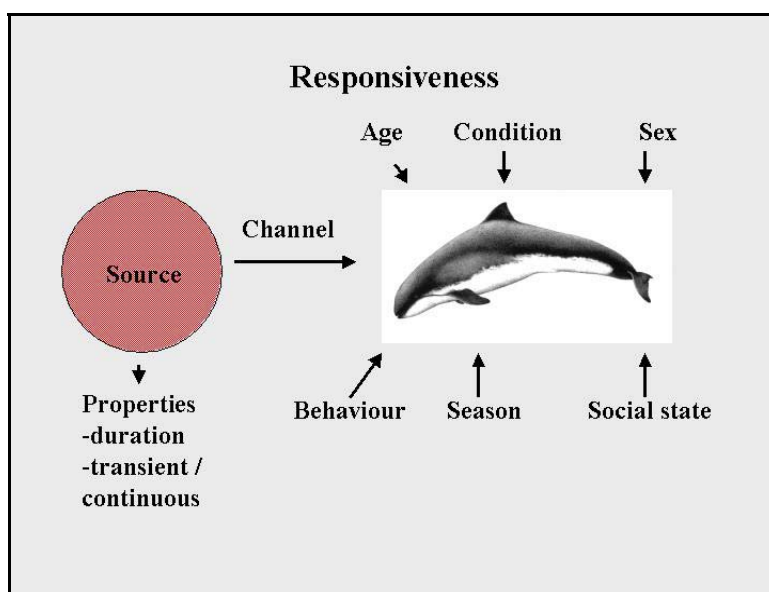 Responsiveness
Age Condition Sex
Channel
Source
Behaviour Season Social state
Properties
-duration
-transient /
continuous